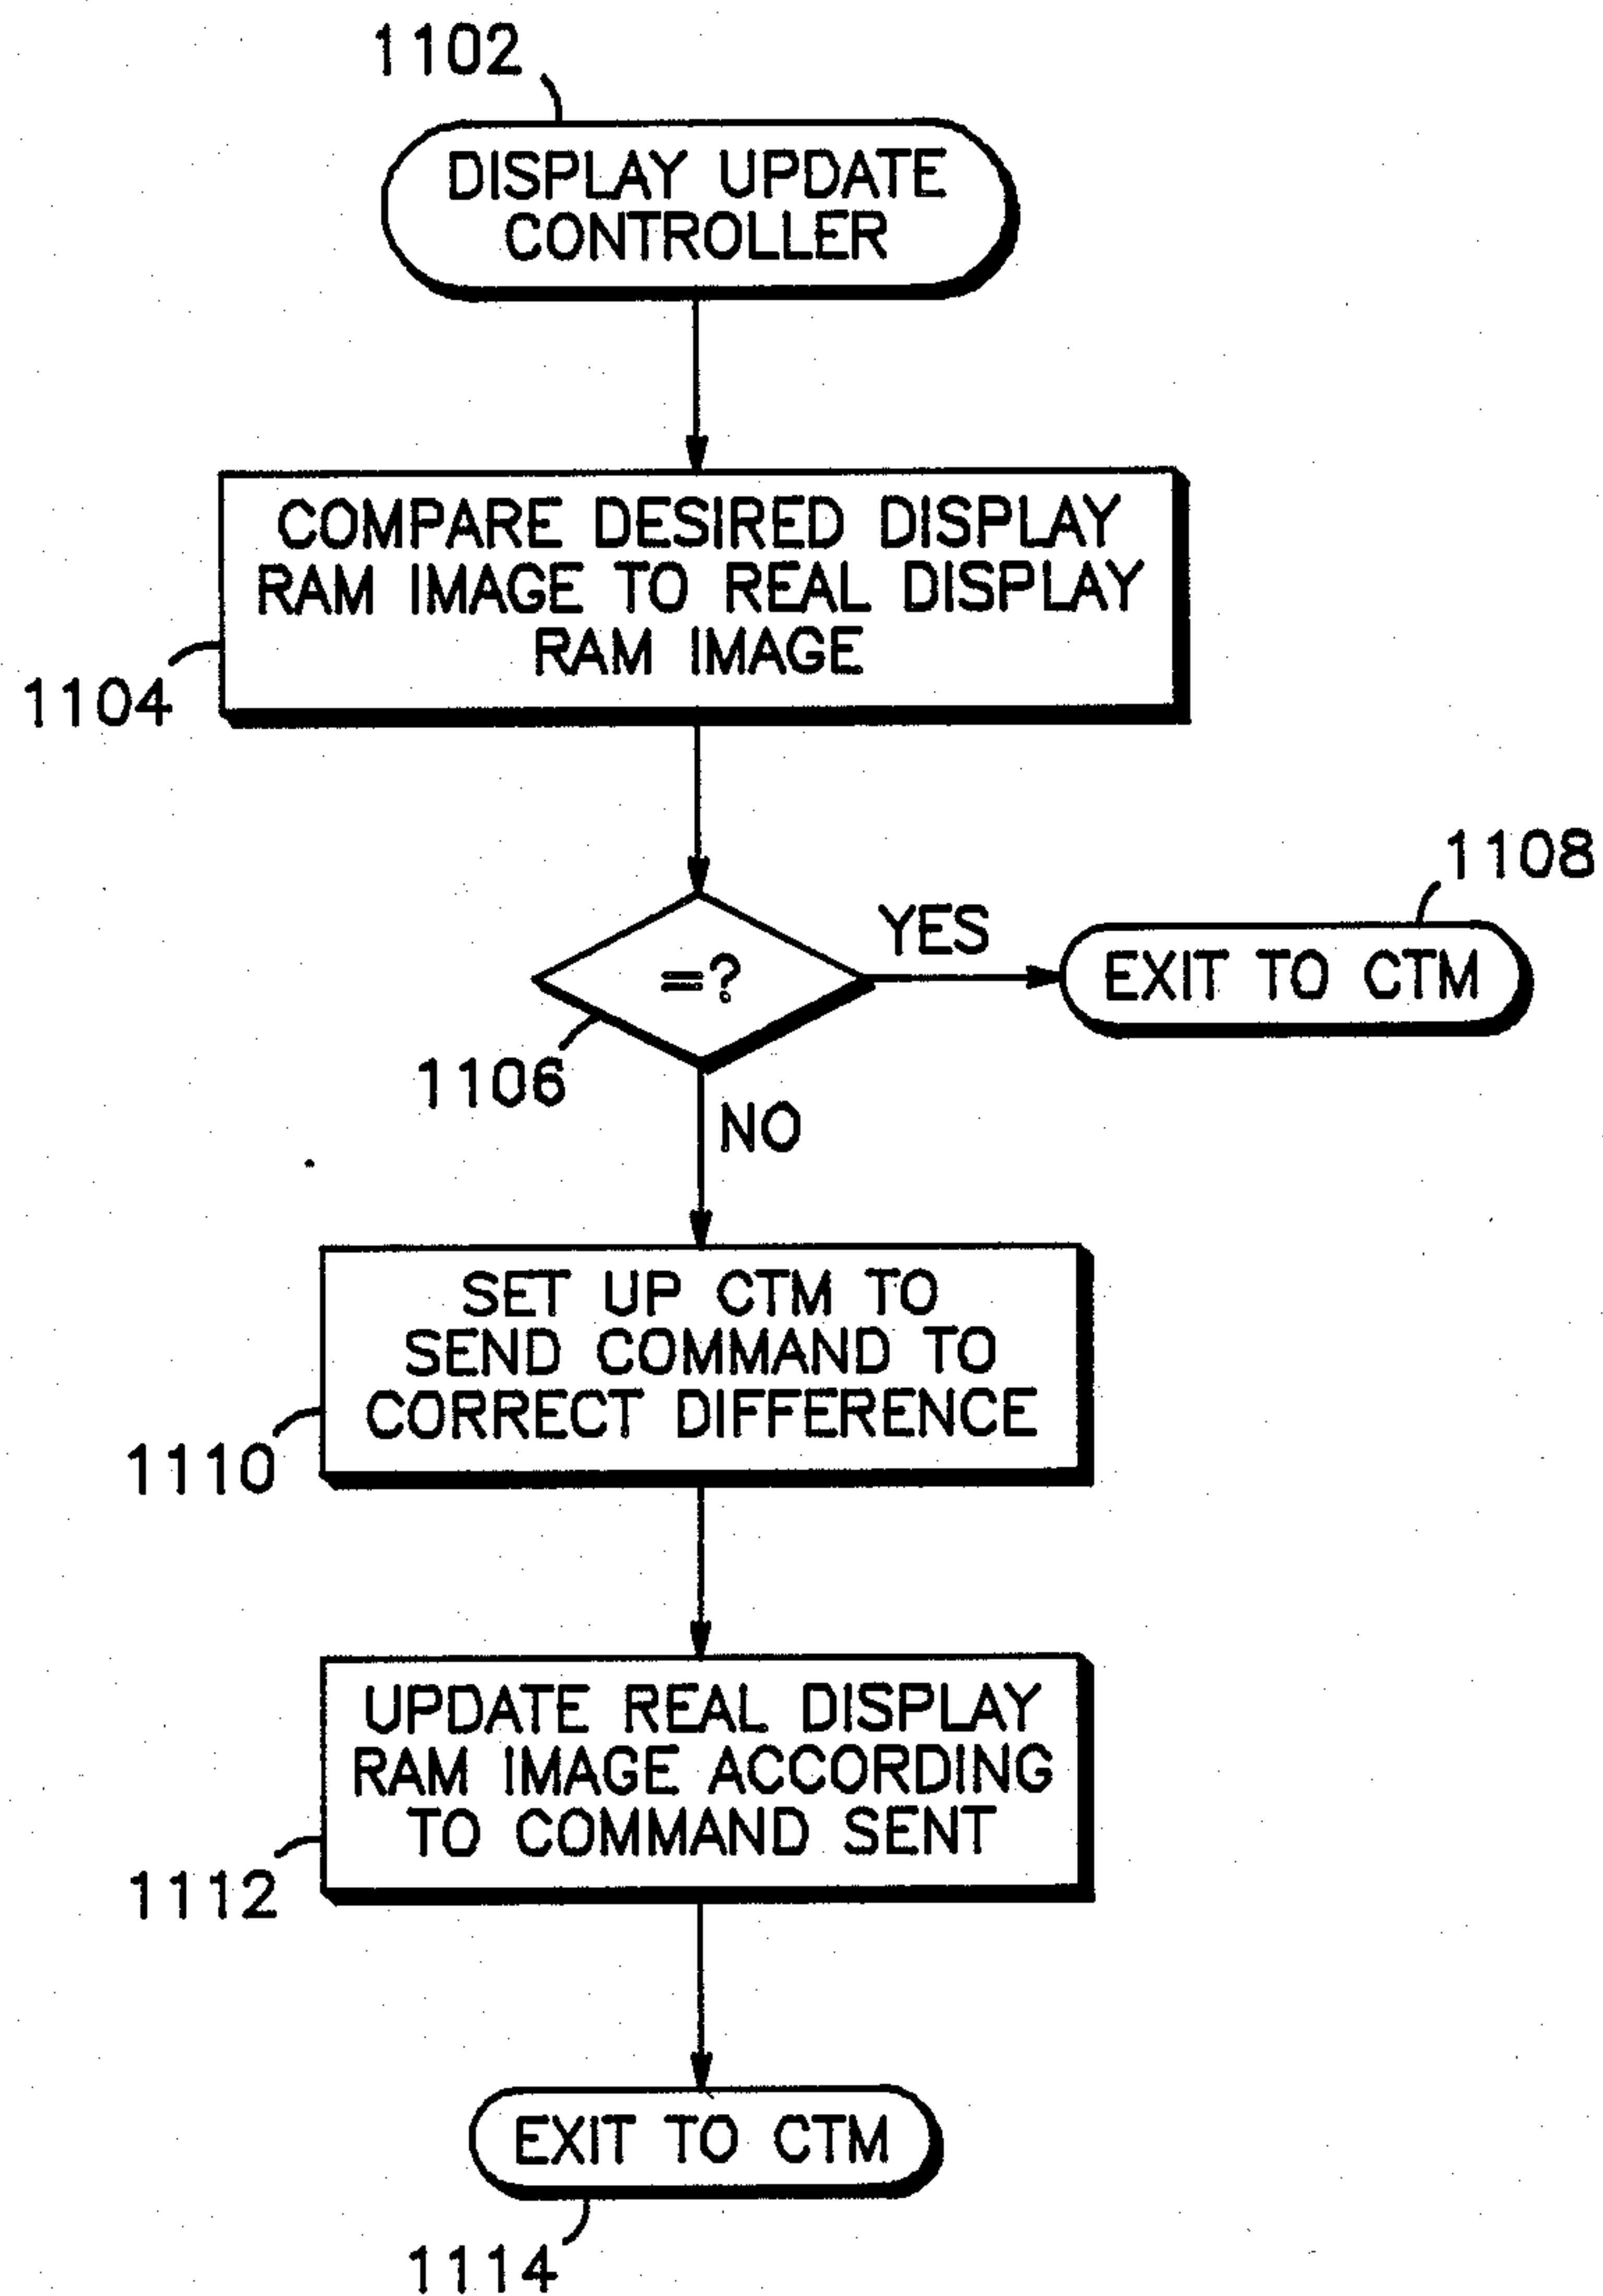 1102
DISPLAY UPDATE
CONTROLLER
COMPARE DESIRED DISPLAY
RAM IMAGE TO REAL DISPLAY
RAM IMAGE
1104
1108
YES
=?
EXIT TO CTM
1106
NO
SET UP CTM TO
SEND COMMAND TO
CORRECT DIFFERENCE
1110
UPDATE REAL DISPLAY
RAM IMAGE ACCORDING
TO COMMAND SENT
1112
EXIT TO CTM
1114